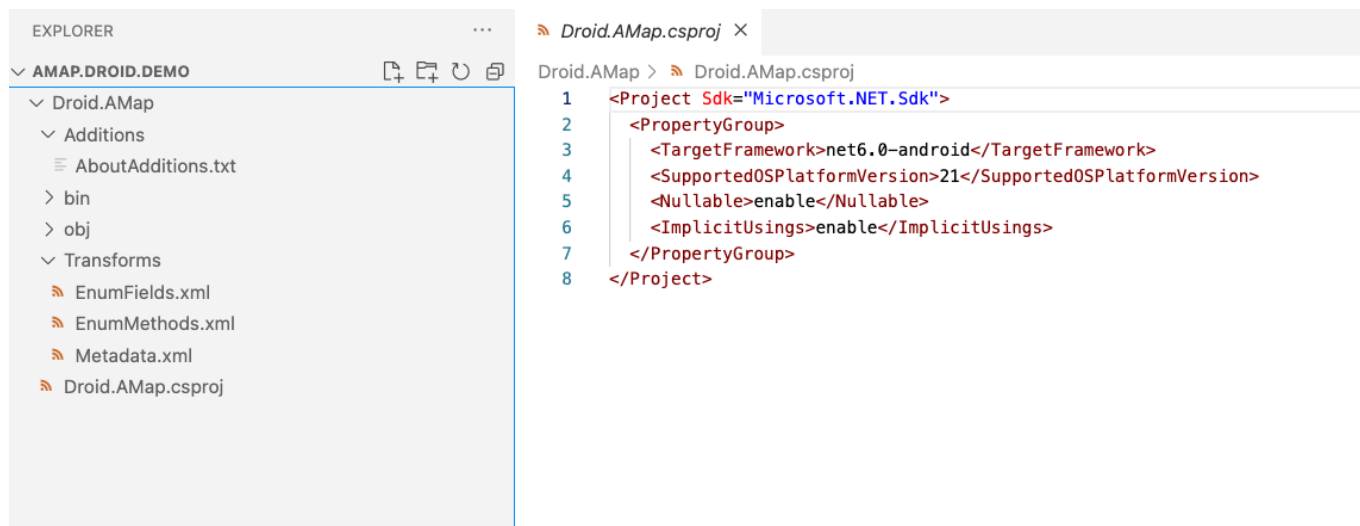 EXPLORER
AMAP.DROID.DEMO
Droid.AMap
Additions
AboutAdditions.txt
bin
obj
Transforms
EnumFields.xml
EnumMethods.xml
Metadata.xml
Droid.AMap.csproj
Droid.AMap.csproj
Droid.AMap > Droid.AMap.csproj
1 <Project Sdk="Microsoft.NET.Sdk">
2 <PropertyGroup>
3 <TargetFramework>net6.0-android</TargetFramework>
4 <SupportedOSPlatformVersion>21</SupportedOSPlatformVersion>
5 <Nullable>enable</Nullable>
6 <ImplicitUsings>enable</ImplicitUsings>
7 </PropertyGroup>
8 </Project>